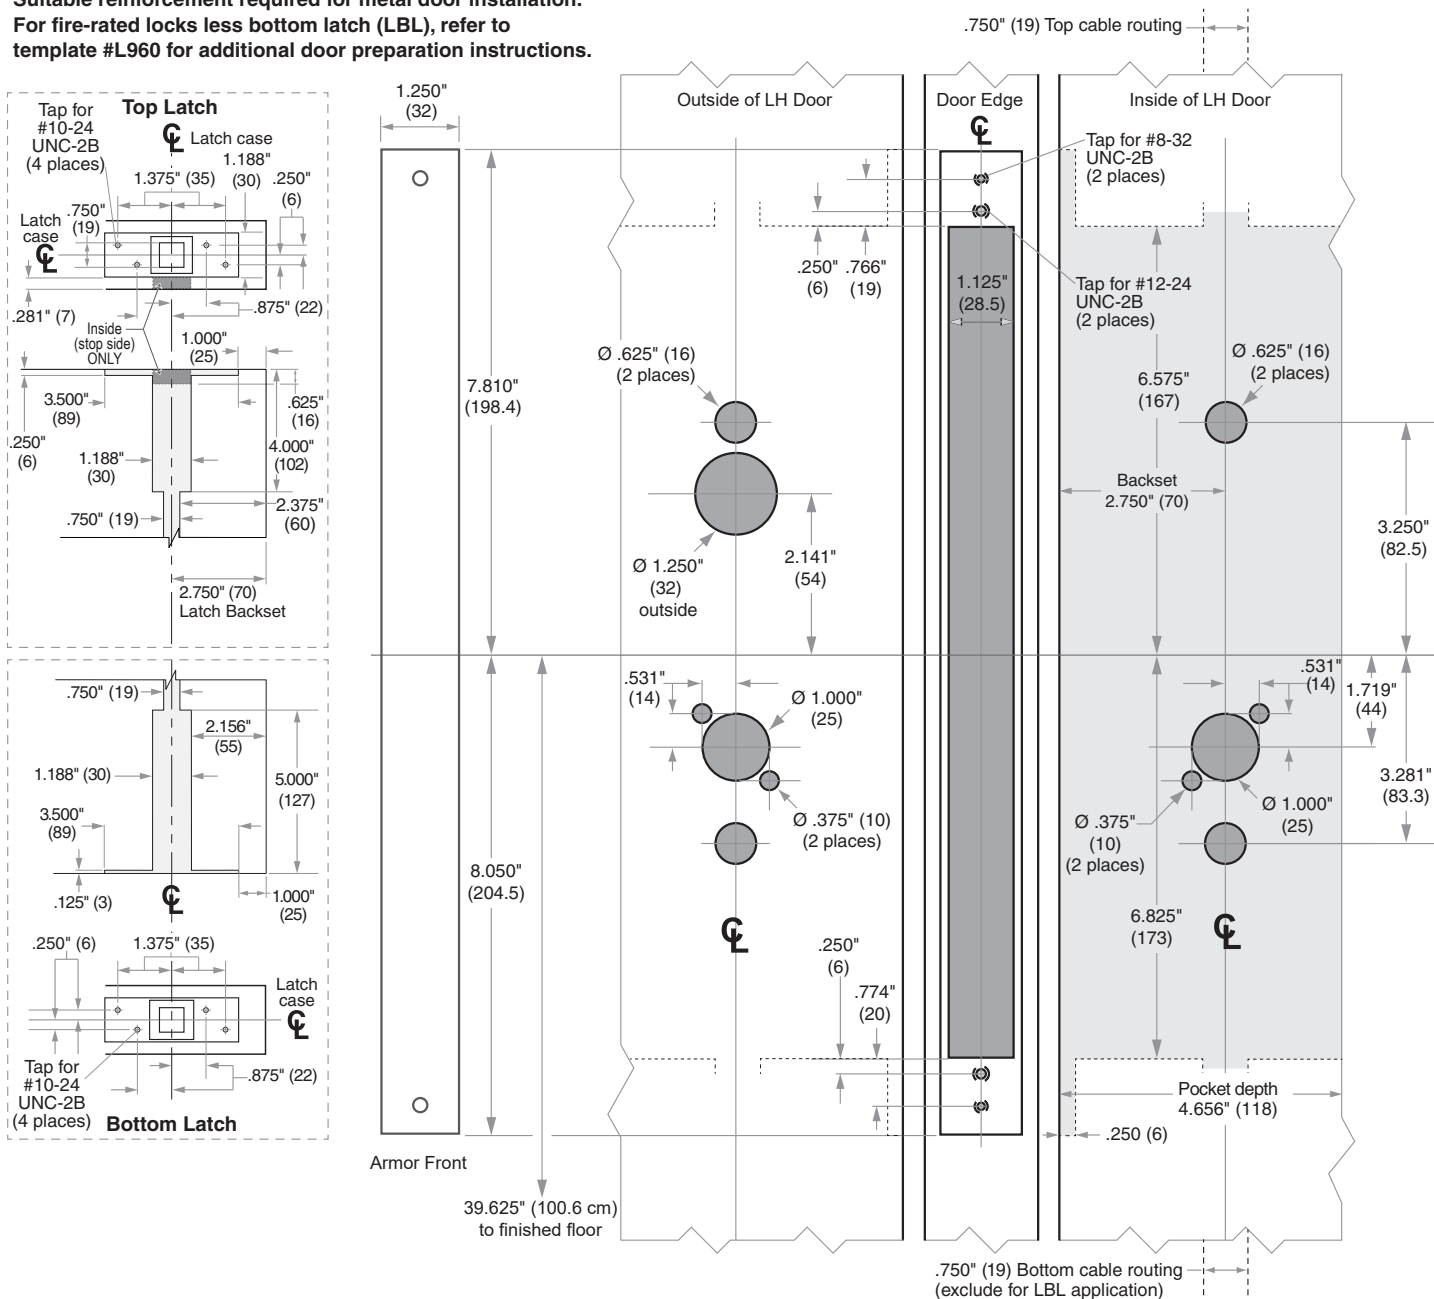 Suitable reinforcement required for metal door installation.
For fire-rated locks less bottom latch (LBL), refer to
template #L960 for additional door preparation instructions.
Top Latch
Tap for
#10-24
UNC-2B
(4 places)
℄ Latch case
1.375" (35)
1.188"
(30)
.250"
(6)
.750"
(19)
Latch
case
℄
.281" (7)
.875" (22)
Inside
(stop side)
ONLY
1.000"
(25)
3.500"
(89)
.625"
(16)
.250"
(6)
1.188"
(30)
4.000"
(102)
.750" (19)
2.375"
(60)
2.750" (70)
Latch Backset
.750" (19)
2.156"
(55)
1.188" (30)
5.000"
(127)
3.500"
(89)
.125" (3)
℄
1.000"
(25)
.250" (6)
1.375" (35)
Latch
case
℄
Tap for
#10-24
UNC-2B
(4 places)
.875" (22)
Bottom Latch
1.250"
(32)
7.810"
(198.4)
8.050"
(204.5)
Armor Front
39.625" (100.6 cm)
to finished floor
Outside of LH Door
.250"
(6)
.766"
(19)
Ø .625" (16)
(2 places)
Ø 1.250"
(32)
outside
2.141"
(54)
.531"
(14)
Ø 1.000"
(25)
Ø .375" (10)
(2 places)
℄
.250"
(6)
.774"
(20)
Door Edge
℄
1.125"
(28.5)
Tap for #8-32
UNC-2B
(2 places)
Tap for #12-24
UNC-2B
(2 places)
.750" (19) Top cable routing
Inside of LH Door
6.575"
(167)
Ø .625" (16)
(2 places)
Backset
2.750" (70)
3.250"
(82.5)
.531"
(14)
1.719"
(44)
3.281"
(83.3)
Ø .375"
(10)
(2 places)
Ø 1.000"
(25)
6.825"
(173)
℄
Pocket depth
4.656" (118)
.250 (6)
.750" (19) Bottom cable routing
(exclude for LBL application)